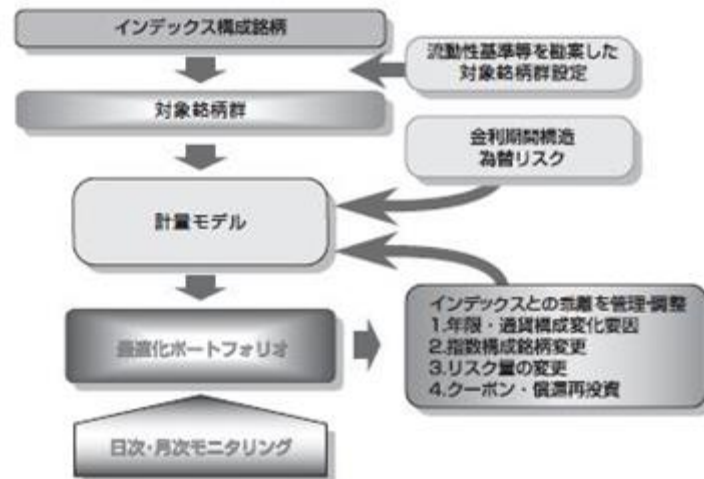 インデックス構成銘柄
流動性基準等を勘案した
対象銘柄群設定
対象銘柄群
金利期間構造
為替リスク
計量モデル
インデックスとの乖離を管理・調整
1.年限・通貨構成変化要因
2.指数構成銘柄変更
3.リスク量の変更
4.クーポン・償還再投資
最適化ポートフォリオ
日次・月次モニタリング